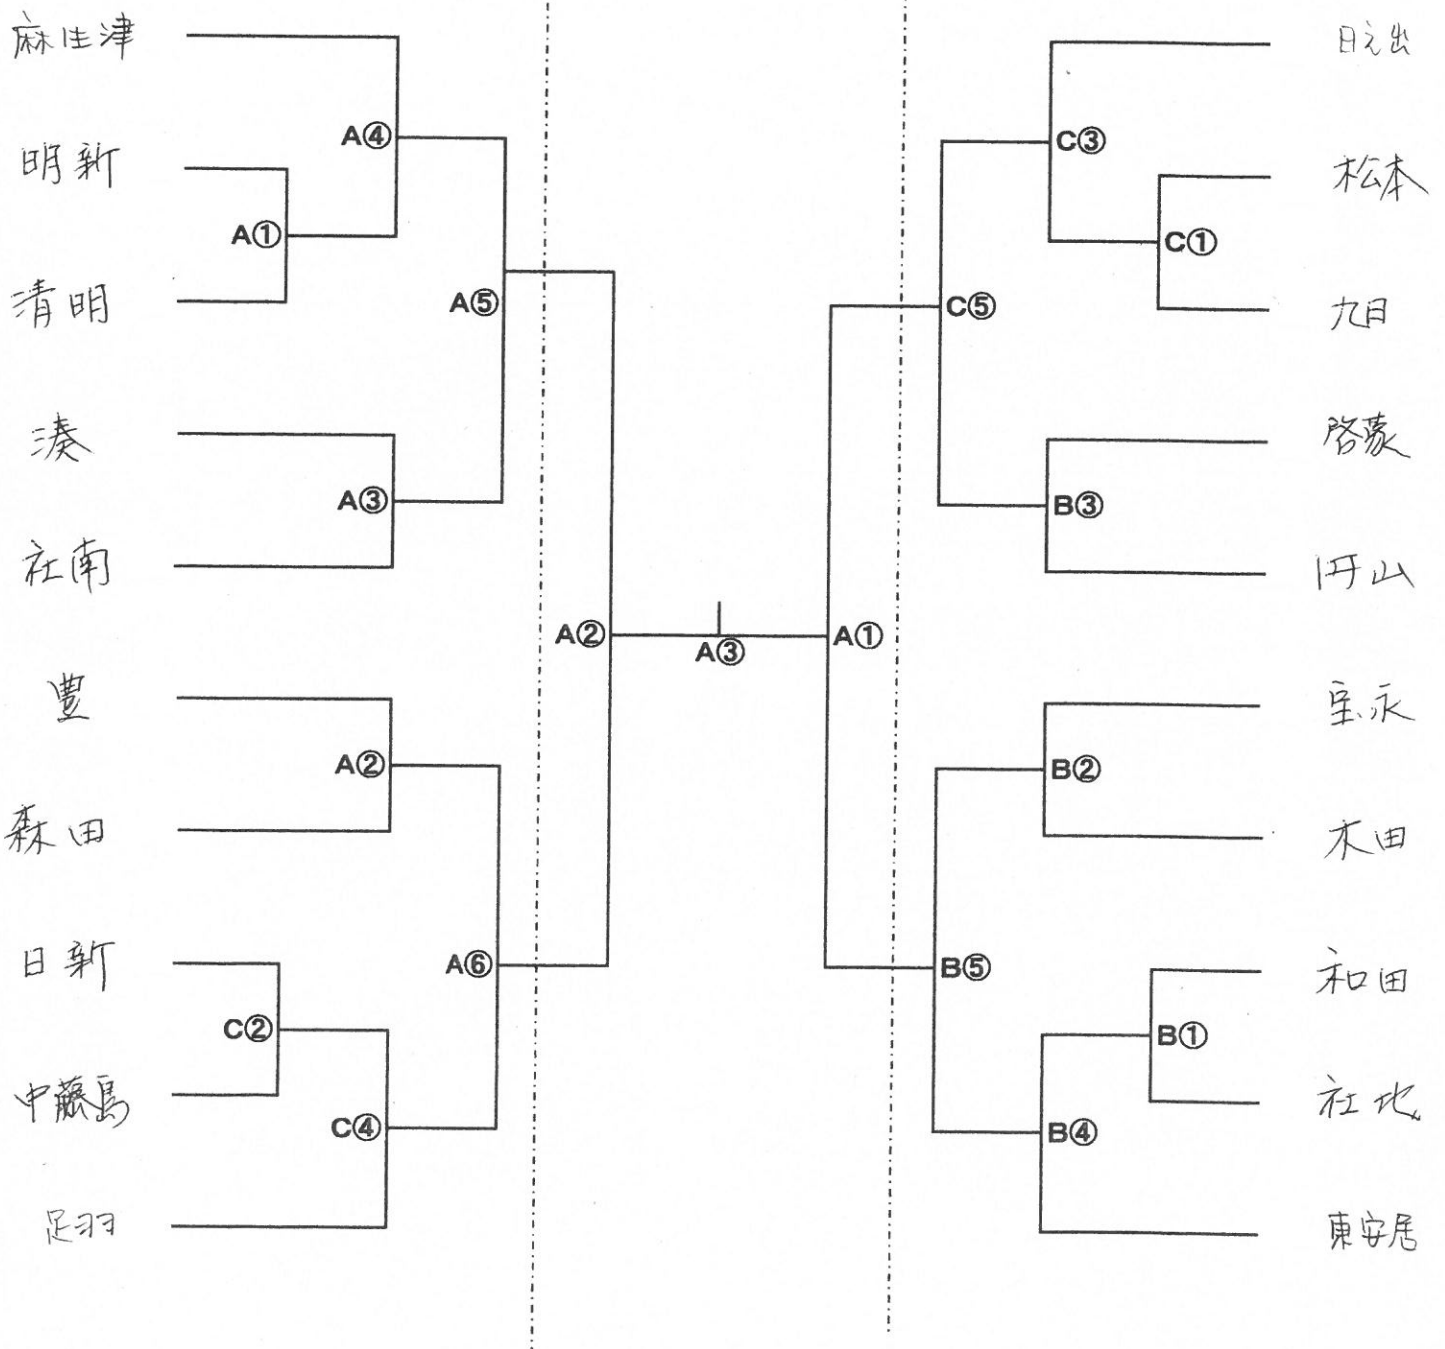 麻生津
日之出
A④
C③
明新
松本
A①
C①
清明
九日
A⑤
C⑤
湊
啓蒙
A③
B③
社南
円山
A②
A③
A①
豊
宝永
A②
B②
森田
木田
日新
和田
A⑥
B⑤
C②
B①
中藤島
社北
C④
B④
足羽
東安居